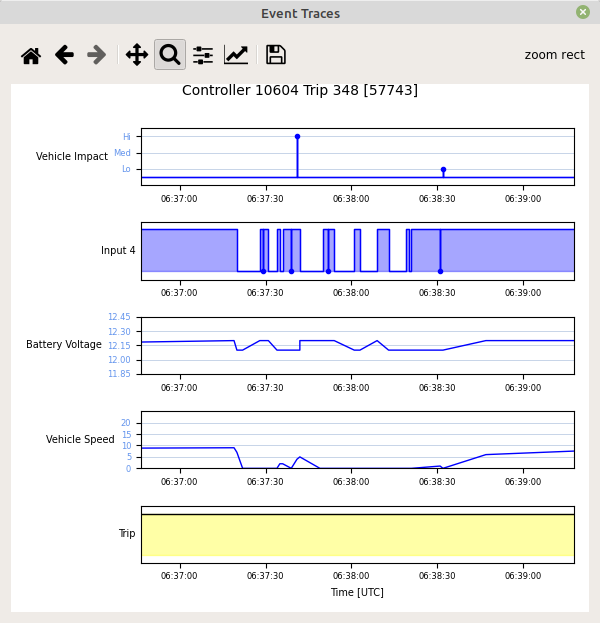 Event Traces
zoom rect
Controller 10604 Trip 348 [57743]
Vehicle Impact
Hi
Med
Lo
06:37:00 06:37:30 06:38:00 06:38:30 06:39:00
Input 4
06:37:00 06:37:30 06:38:00 06:38:30 06:39:00
Battery Voltage
12.45
12.30
12.15
12.00
11.85
06:37:00 06:37:30 06:38:00 06:38:30 06:39:00
Vehicle Speed
20
15
10
5
0
06:37:00 06:37:30 06:38:00 06:38:30 06:39:00
Trip
06:37:00 06:37:30 06:38:00 06:38:30 06:39:00
Time [UTC]